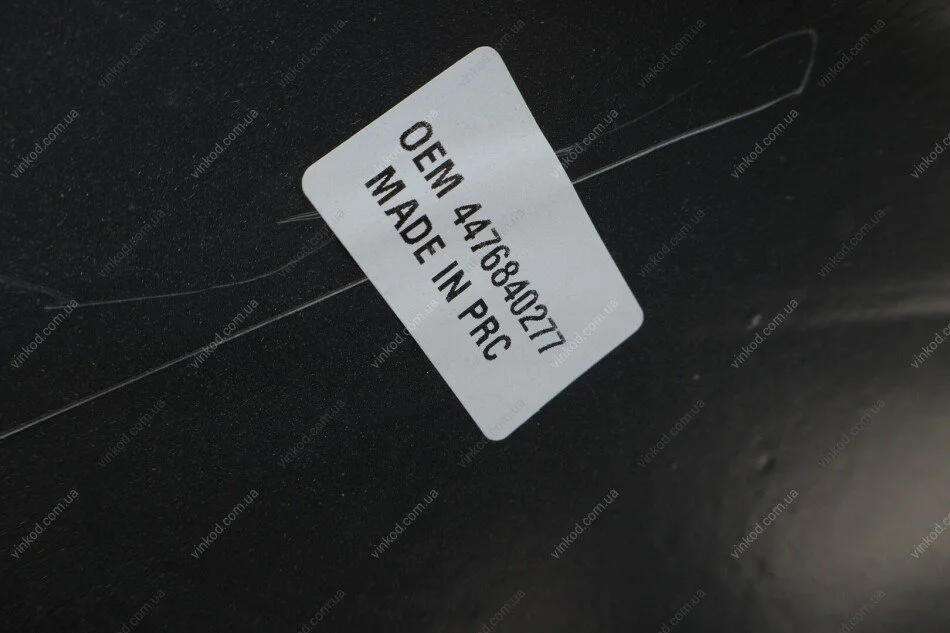 OEM 4476840277
MADE IN PRC
vinkod.com.ua